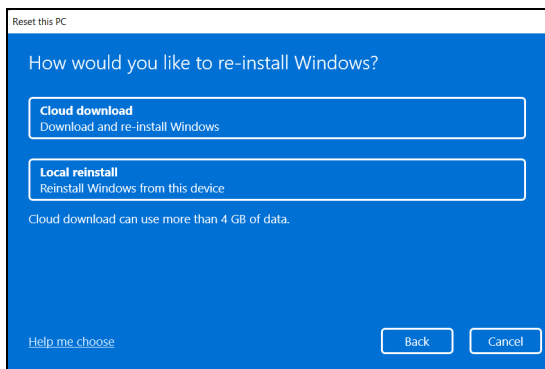 Reset this PC
How would you like to re-install Windows?
Cloud download
Download and re-install Windows
Local reinstall
Reinstall Windows from this device
Cloud download can use more than 4 GB of data.
Help me choose
Back
Cancel